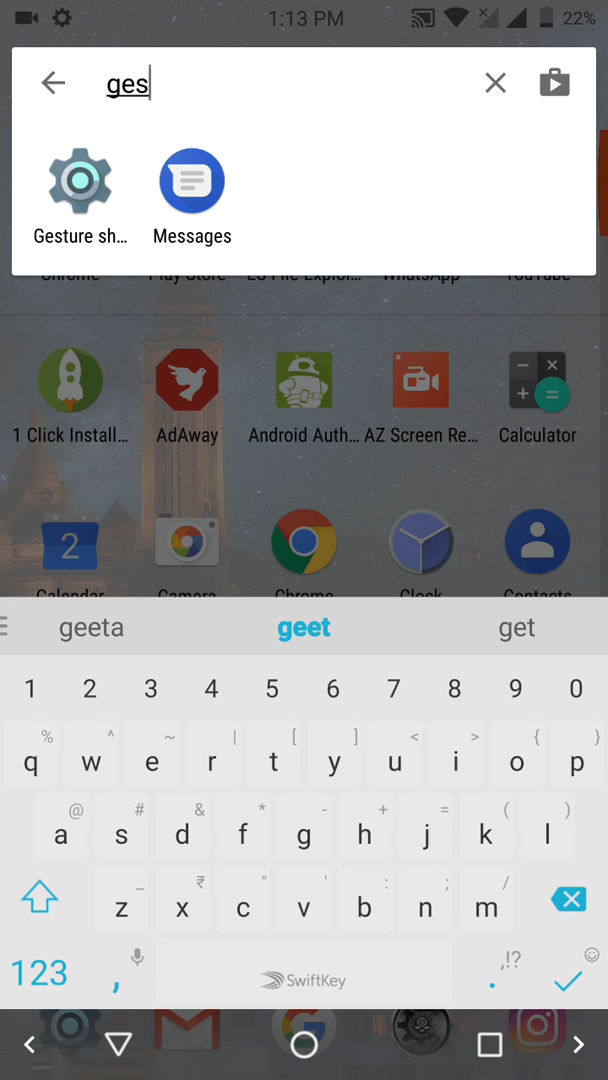 1:13 PM
22%
ges
Gesture sh...
Messages
Chrome Play Store ES File Explor... WhatsApp YouTube
1 Click Install... AdAway Android Auth... AZ Screen Re... Calculator
2
Calendar Camera Chrome Clock Contacts
geeta geet get
1 2 3 4 5 6 7 8 9 0
% ^ ~ | [ ] < > { }
q w e r t y u i o p
@ # & * - + = ( )
a s d f g h j k l
_ ₹ " ' : ; /
z x c v b n m
,!?
123 , SwiftKey .